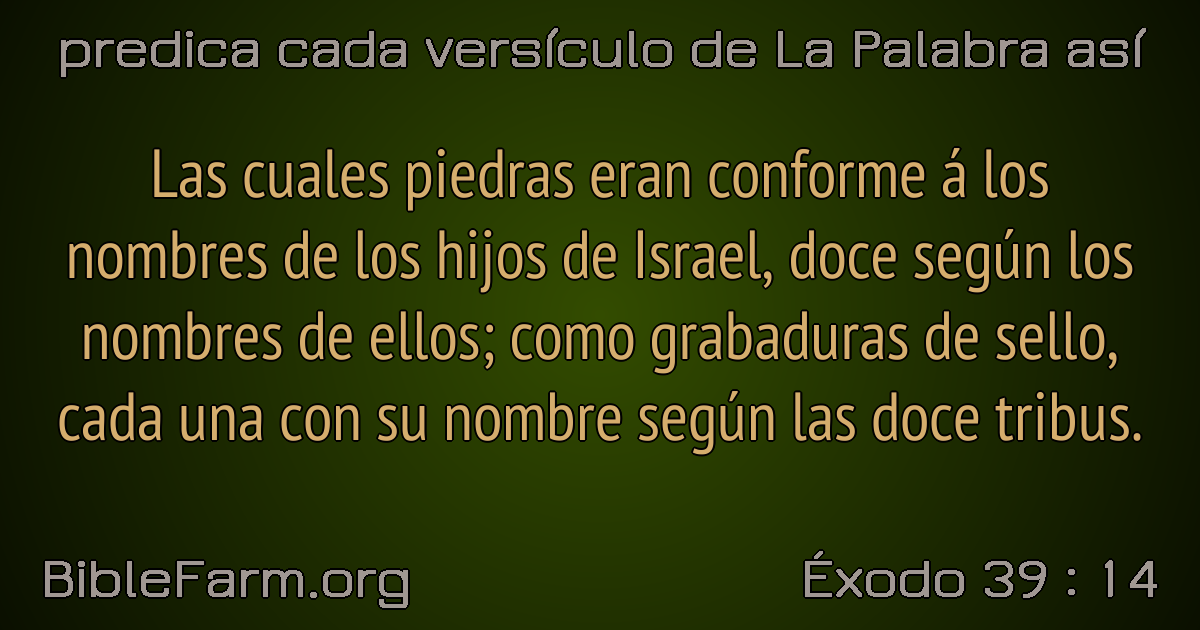 predica cada versículo de La Palabra así
Las cuales piedras eran conforme á los
nombres de los hijos de Israel, doce según los
nombres de ellos; como grabaduras de sello,
cada una con su nombre según las doce tribus.
BibleFarm.org
Éxodo 39 : 14